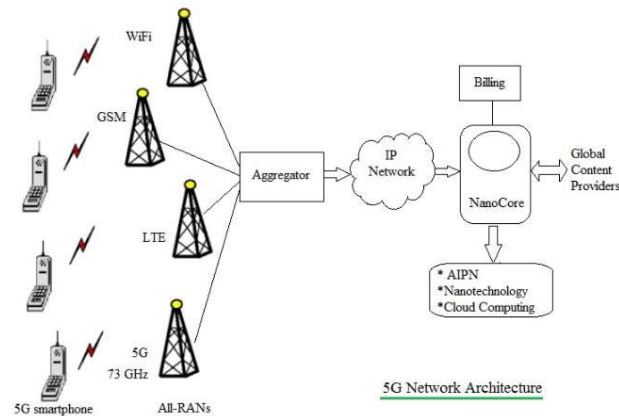 WiFi
GSM
LTE
5G
73 GHz
5G smartphone
All-RANs
Aggregator
IP
Network
Billing
NanoCore
Global
Content
Providers
* AIPN
*Nanotechnology
*Cloud Computing
5G Network Architecture